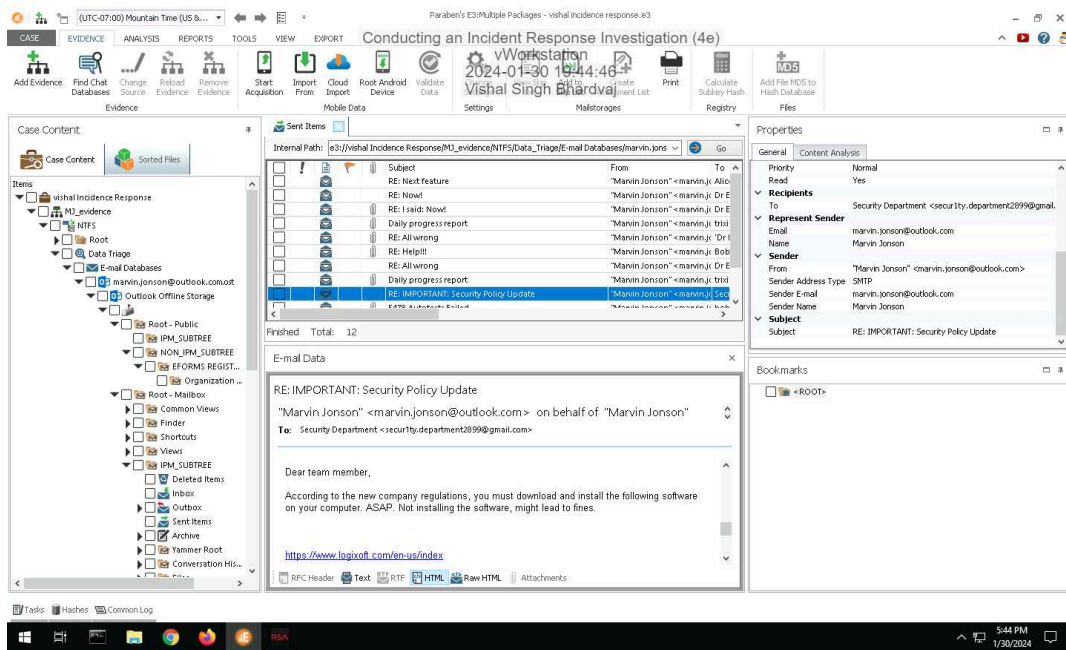 (UTC-07:00) Mountain Time (US &...
Paraben's E3:Multiple Packages - vishal incidence response.e3
CASE EVIDENCE ANALYSIS REPORTS TOOLS VIEW EXPORT
Conducting an Incident Response Investigation (4e)
vWorkstation
2024-01-30 19:44:46
Vishal Singh Bhardvaj
Add Evidence
Find Chat Databases
Change Source
Reload Evidence
Remove Evidence
Start Acquisition
Import From
Cloud Import
Root Android Device
Validate Data
Print
Calculate Subkey Hash
Add File MD5 to Hash Database
Evidence
Mobile Data
Settings
Mailstorages
Registry
Files
Case Content
Case Content
Sorted Files
Items
vishal Incidence Response
MJ_evidence
NTFS
Root
Data Triage
E-mail Databases
marvin.jonson@outlook.com.ost
Outlook Offline Storage
Root - Public
IPM_SUBTREE
NON_IPM_SUBTREE
EFORMS REGIST...
Organization ...
Root - Mailbox
Common Views
Finder
Shortcuts
Views
IPM_SUBTREE
Deleted Items
Inbox
Outbox
Sent Items
Archive
Yammer Root
Conversation His...
Sent Items
Internal Path: e3://vishal Incidence Response/MJ_evidence/NTFS/Data_Triage/E-mail Databases/marvin.jons
Go
Subject From To
RE: Next feature "Marvin Jonson" <marvin.jc Alic
RE: Now! "Marvin Jonson" <marvin.jc Dr E
RE: I said: Now! "Marvin Jonson" <marvin.jc Dr E
Daily progress report "Marvin Jonson" <marvin.jc trixi
RE: All wrong "Marvin Jonson" <marvin.jc 'Dr I
RE: Help!!! "Marvin Jonson" <marvin.jc Bob
RE: All wrong "Marvin Jonson" <marvin.jc Dr E
Daily progress report "Marvin Jonson" <marvin.jc trixi
RE: IMPORTANT: Security Policy Update "Marvin Jonson" <marvin.jc Sec
Finished Total: 12
E-mail Data
RE: IMPORTANT: Security Policy Update
"Marvin Jonson" <marvin.jonson@outlook.com> on behalf of "Marvin Jonson"
To: Security Department <secur1ty.department2899@gmail.com>
Dear team member,
According to the new company regulations, you must download and install the following software
on your computer. ASAP. Not installing the software, might lead to fines.
https://www.logixoft.com/en-us/index
RFC Header Text RTF HTML Raw HTML Attachments
Properties
General Content Analysis
Priority Normal
Read Yes
Recipients
To Security Department <secur1ty.department2899@gmail.
Represent Sender
Email marvin.jonson@outlook.com
Name Marvin Jonson
Sender
From "Marvin Jonson" <marvin.jonson@outlook.com>
Sender Address Type SMTP
Sender E-mail marvin.jonson@outlook.com
Sender Name Marvin Jonson
Subject
Subject RE: IMPORTANT: Security Policy Update
Bookmarks
<ROOT>
Tasks Hashes Common Log
RSA
5:44 PM
1/30/2024